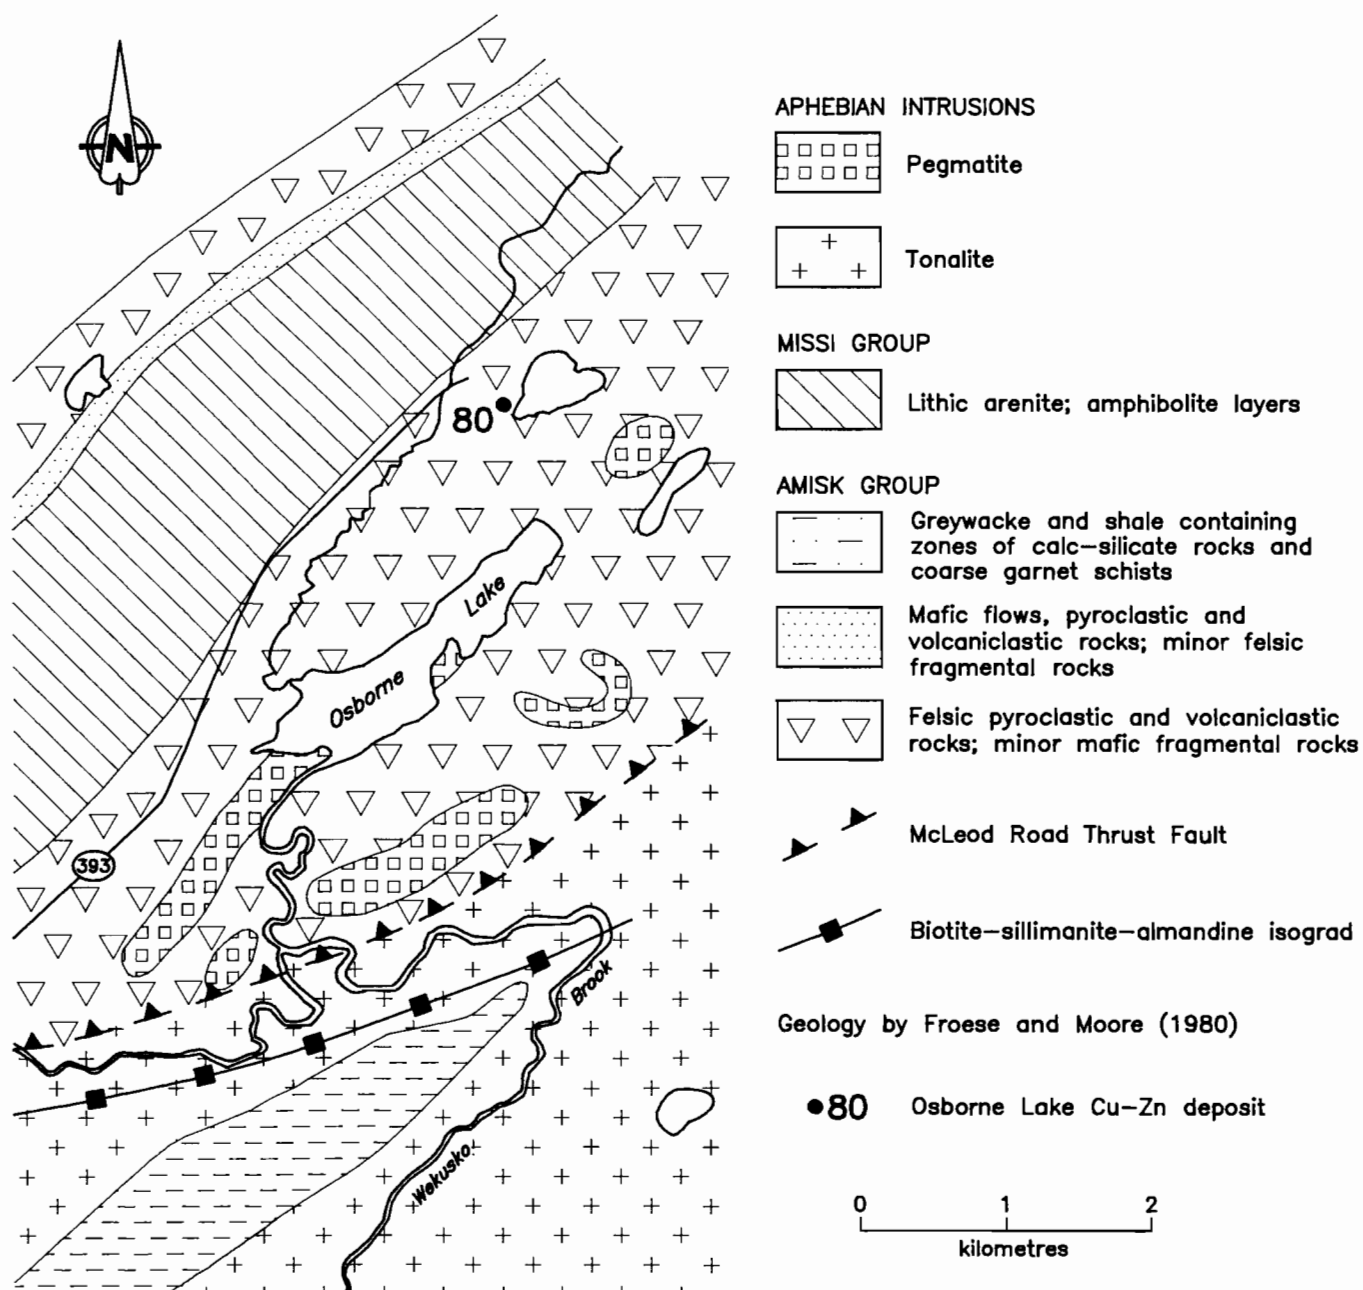 N
80
Osborne
Lake
393
Wekusko
Brook
APHEBIAN INTRUSIONS
Pegmatite
Tonalite
MISSI GROUP
Lithic arenite; amphibolite layers
AMISK GROUP
Greywacke and shale containing
zones of calc-silicate rocks and
coarse garnet schists
Mafic flows, pyroclastic and
volcaniclastic rocks; minor felsic
fragmental rocks
Felsic pyroclastic and volcaniclastic
rocks; minor mafic fragmental rocks
McLeod Road Thrust Fault
Biotite-sillimanite-almandine isograd
Geology by Froese and Moore (1980)
80 Osborne Lake Cu-Zn deposit
0 1 2
kilometres